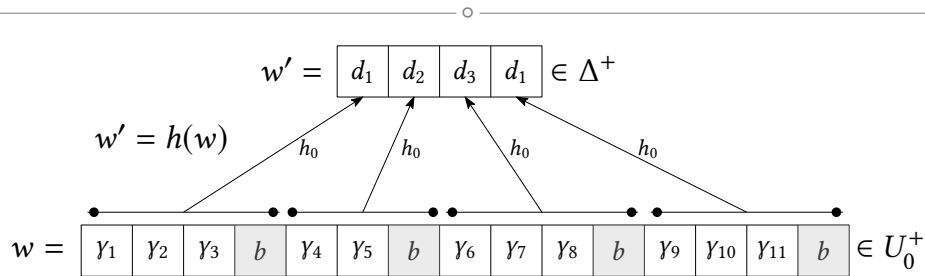 w′ = d₁ d₂ d₃ d₁ ∈ Δ⁺
w′ = h(w)
h₀ h₀ h₀ h₀
w = γ₁ γ₂ γ₃ b γ₄ γ₅ b γ₆ γ₇ γ₈ b γ₉ γ₁₀ γ₁₁ b ∈ U₀⁺